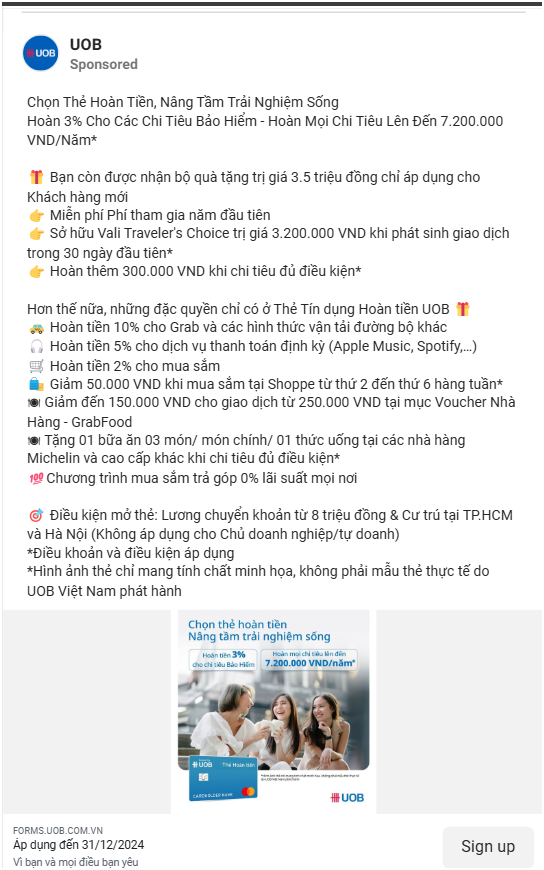 UOB
UOB
Sponsored
Chọn Thẻ Hoàn Tiền, Nâng Tầm Trải Nghiệm Sống
Hoàn 3% Cho Các Chi Tiêu Bảo Hiểm - Hoàn Mọi Chi Tiêu Lên Đến 7.200.000
VND/Năm*
🎁 Bạn còn được nhận bộ quà tặng trị giá 3.5 triệu đồng chỉ áp dụng cho
Khách hàng mới
👉 Miễn phí Phí tham gia năm đầu tiên
👉 Sở hữu Vali Traveler's Choice trị giá 3.200.000 VND khi phát sinh giao dịch
trong 30 ngày đầu tiên*
👉 Hoàn thêm 300.000 VND khi chi tiêu đủ điều kiện*
Hơn thế nữa, những đặc quyền chỉ có ở Thẻ Tín dụng Hoàn tiền UOB 🎁
🚖 Hoàn tiền 10% cho Grab và các hình thức vận tải đường bộ khác
🎧 Hoàn tiền 5% cho dịch vụ thanh toán định kỳ (Apple Music, Spotify,…)
🛒 Hoàn tiền 2% cho mua sắm
🛍️ Giảm 50.000 VND khi mua sắm tại Shoppe từ thứ 2 đến thứ 6 hàng tuần*
🍽 Giảm đến 150.000 VND cho giao dịch từ 250.000 VND tại mục Voucher Nhà
Hàng - GrabFood
🍽 Tặng 01 bữa ăn 03 món/ món chính/ 01 thức uống tại các nhà hàng
Michelin và cao cấp khác khi chi tiêu đủ điều kiện*
💯Chương trình mua sắm trả góp 0% lãi suất mọi nơi
🎯 Điều kiện mở thẻ: Lương chuyển khoản từ 8 triệu đồng & Cư trú tại TP.HCM
và Hà Nội (Không áp dụng cho Chủ doanh nghiệp/tự doanh)
*Điều khoản và điều kiện áp dụng
*Hình ảnh thẻ chỉ mang tính chất minh họa, không phải mẫu thẻ thực tế do
UOB Việt Nam phát hành
Chọn thẻ hoàn tiền
Nâng tầm trải nghiệm sống
Hoàn tiền 3%
cho chi tiêu Bảo Hiểm
Hoàn mọi chi tiêu lên đến
7.200.000 VND/năm*
UOB
Thẻ Hoàn tiền
CARDHOLDER NAME
UOB
FORMS.UOB.COM.VN
Áp dụng đến 31/12/2024
Vì bạn và mọi điều bạn yêu
Sign up